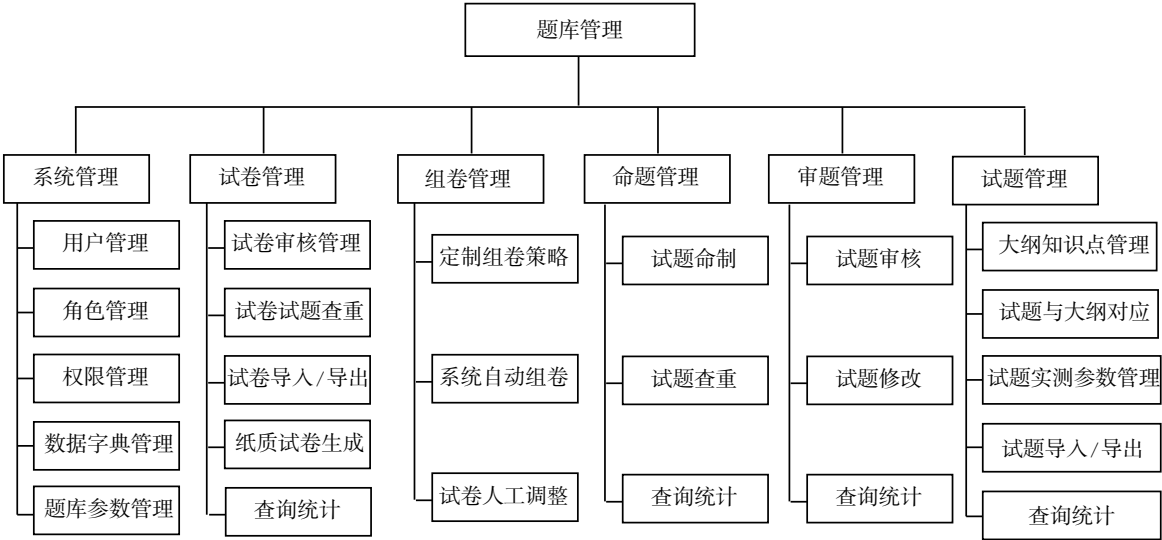 题库管理
系统管理
试卷管理
组卷管理
命题管理
审题管理
试题管理
用户管理
角色管理
权限管理
数据字典管理
题库参数管理
试卷审核管理
试卷试题查重
试卷导入/导出
纸质试卷生成
查询统计
定制组卷策略
系统自动组卷
试卷人工调整
试题命制
试题查重
查询统计
试题审核
试题修改
查询统计
大纲知识点管理
试题与大纲对应
试题实测参数管理
试题导入/导出
查询统计